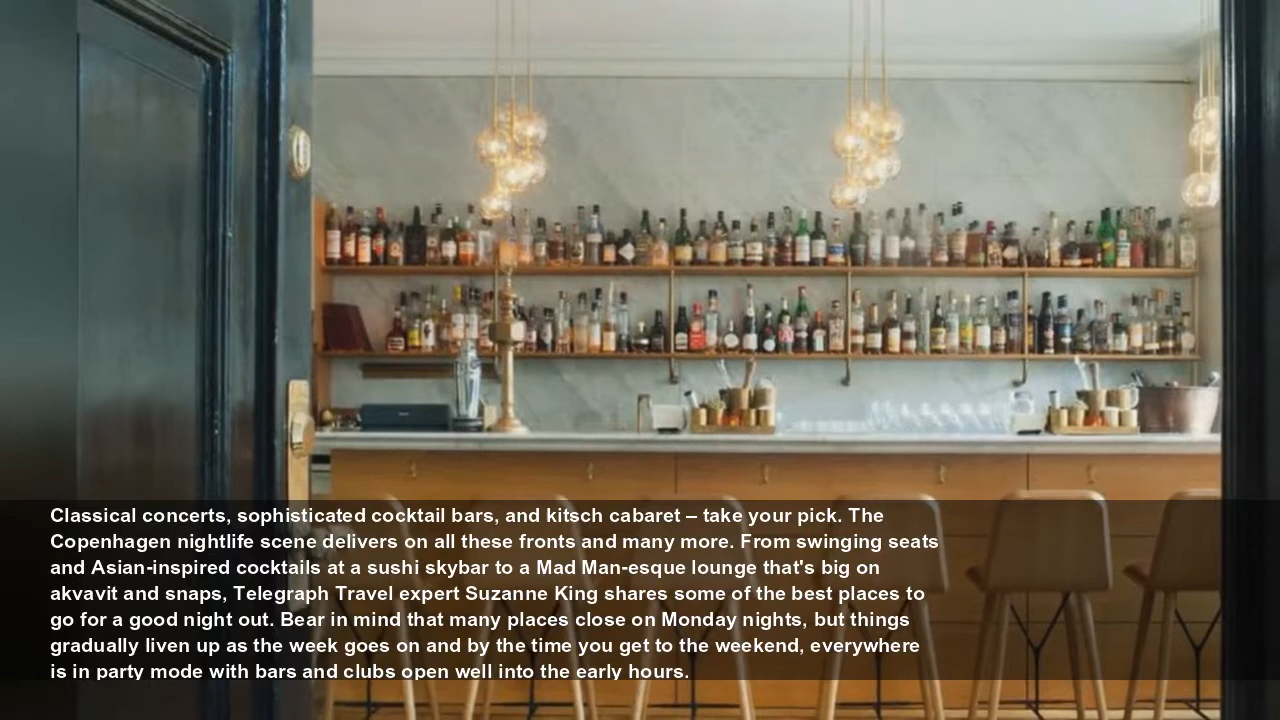 Classical concerts, sophisticated cocktail bars, and kitsch cabaret – take your pick. The
Copenhagen nightlife scene delivers on all these fronts and many more. From swinging seats
and Asian-inspired cocktails at a sushi skybar to a Mad Man-esque lounge that's big on
akvavit and snaps, Telegraph Travel expert Suzanne King shares some of the best places to
go for a good night out. Bear in mind that many places close on Monday nights, but things
gradually liven up as the week goes on and by the time you get to the weekend, everywhere
is in party mode with bars and clubs open well into the early hours.